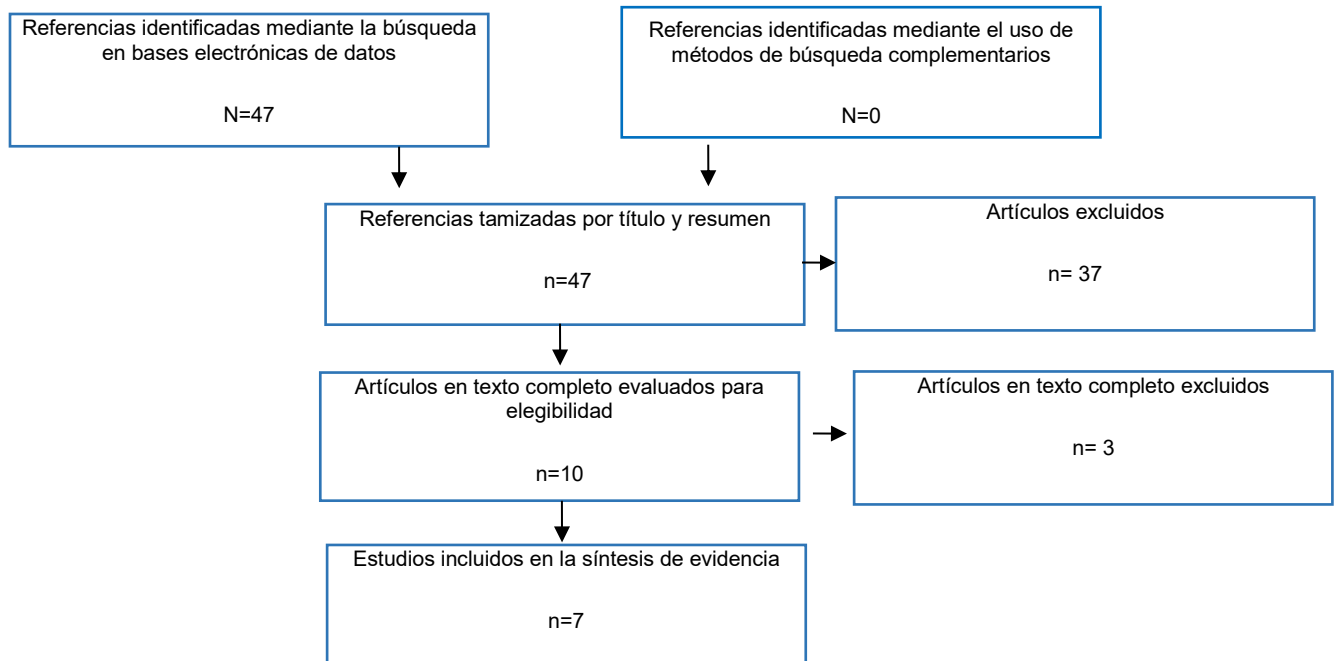 Referencias identificadas mediante la búsqueda
en bases electrónicas de datos
N=47
Referencias identificadas mediante el uso de
métodos de búsqueda complementarios
N=0
Referencias tamizadas por título y resumen
n=47
Artículos excluidos
n= 37
Artículos en texto completo evaluados para
elegibilidad
n=10
Artículos en texto completo excluidos
n= 3
Estudios incluidos en la síntesis de evidencia
n=7